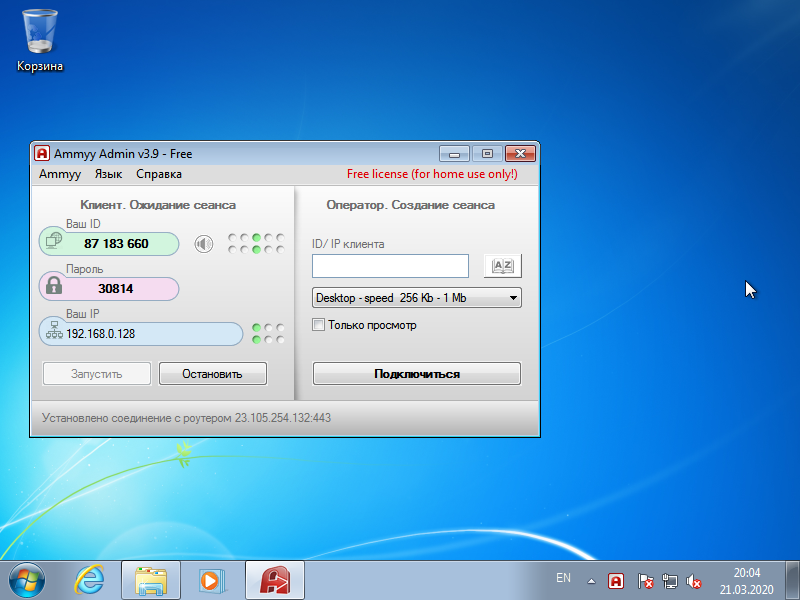 Корзина
Ammyy Admin v3.9 - Free
Ammyy Язык Справка Free license (for home use only!)
Клиент. Ожидание сеанса
Ваш ID
87 183 660
Пароль
30814
Ваш IP
192.168.0.128
Запустить Остановить
Оператор. Создание сеанса
ID/ IP клиента
AZ
Desktop - speed 256 Kb - 1 Mb
Только просмотр
Подключиться
Установлено соединение с роутером 23.105.254.132:443
EN
20:04
21.03.2020